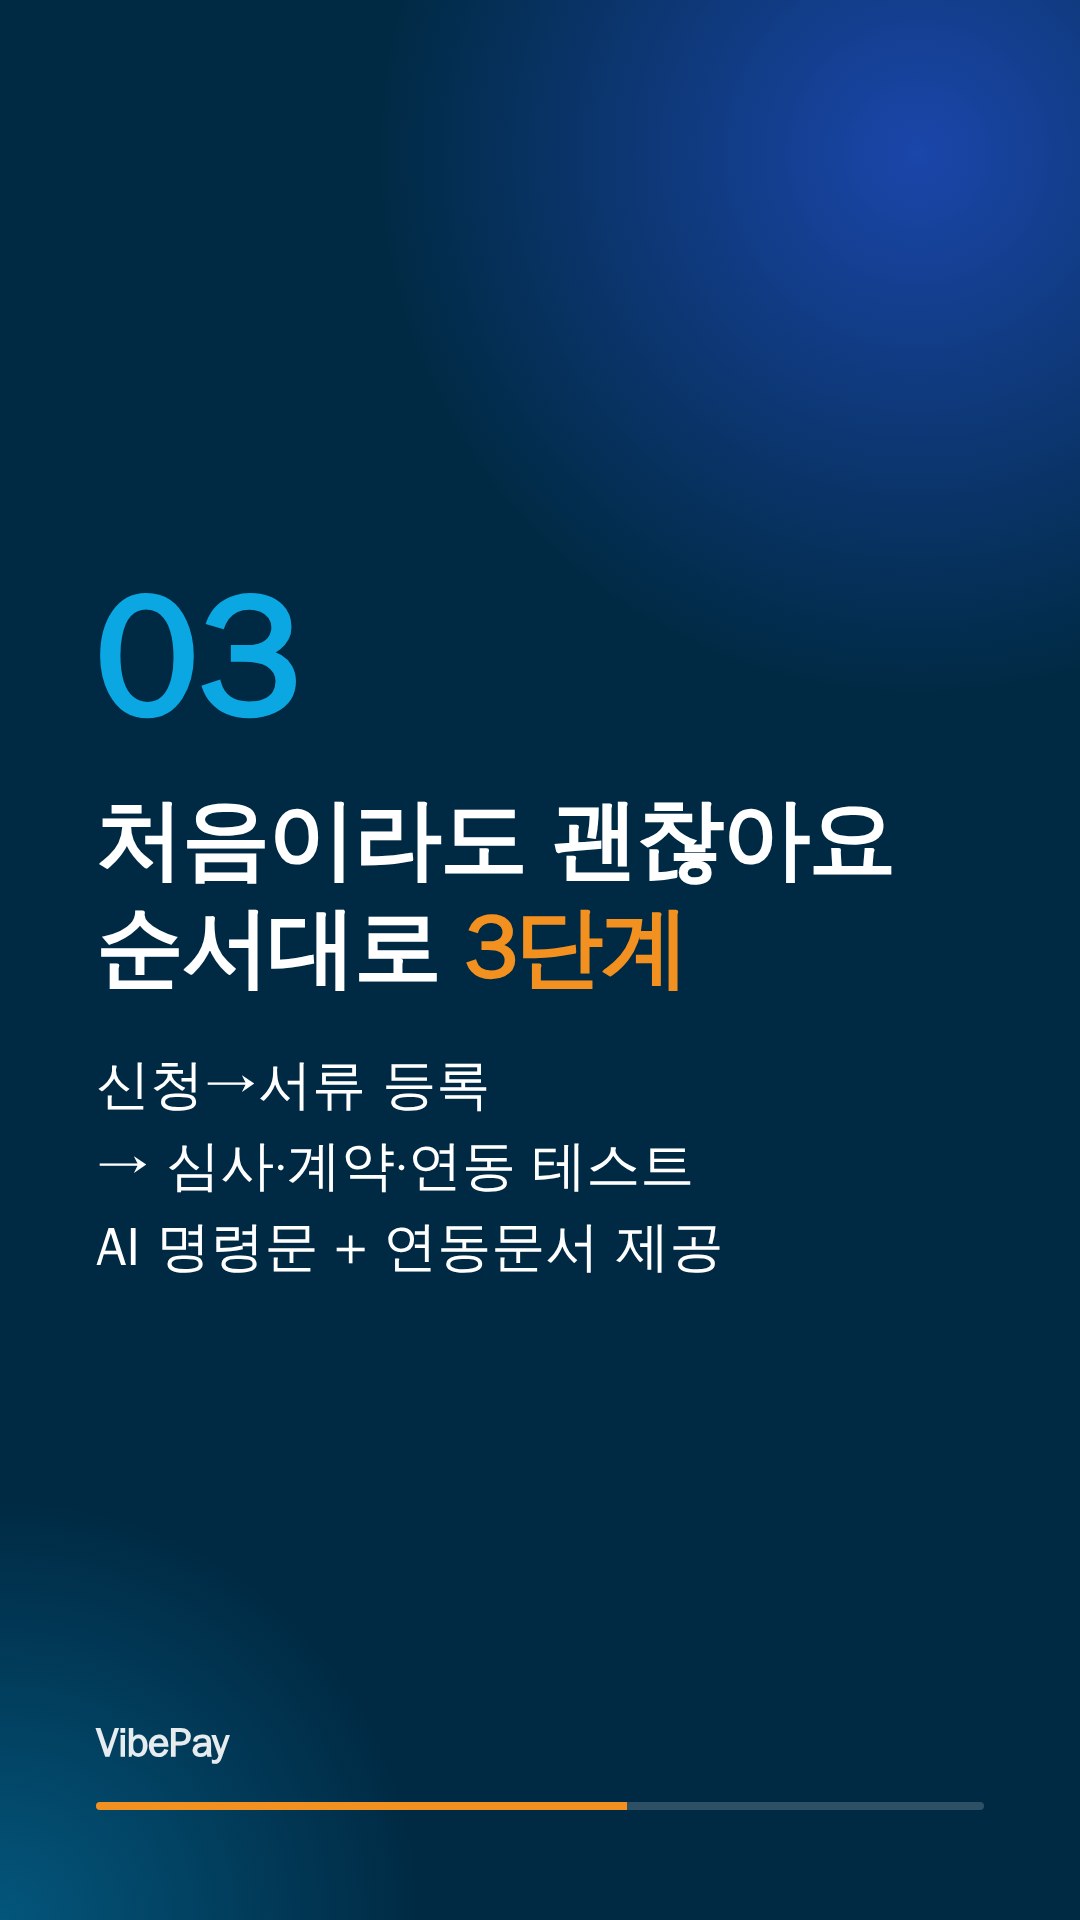 03
처음이라도 괜찮아요
순서대로 3단계
신청→서류 등록
→ 심사·계약·연동 테스트
AI 명령문 + 연동문서 제공
VibePay